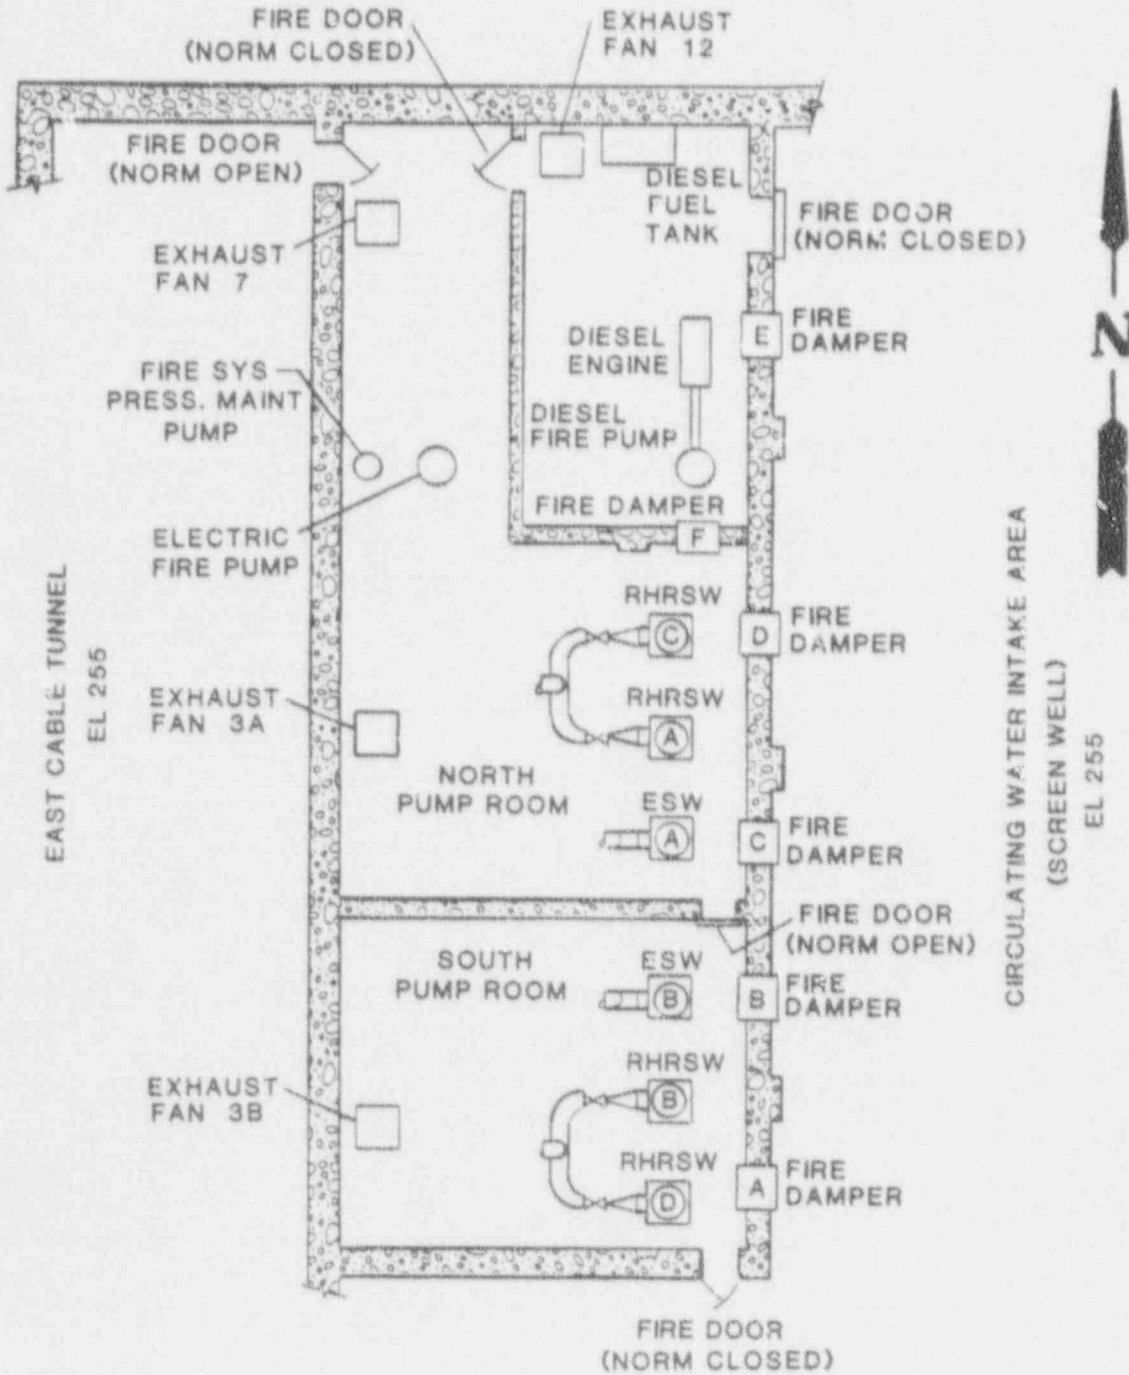 FIRE DOOR
(NORM CLOSED)
EXHAUST
FAN 12
FIRE DOOR
(NORM OPEN)
DIESEL
FUEL
TANK
FIRE DOOR
(NORM CLOSED)
EXHAUST
FAN 7
E
FIRE
DAMPER
N
DIESEL
ENGINE
FIRE SYS
PRESS. MAINT
PUMP
DIESEL
FIRE PUMP
FIRE DAMPER
F
ELECTRIC
FIRE PUMP
EAST CABLE TUNNEL
EL 255
RHRSW
C
D
FIRE
DAMPER
EXHAUST
FAN 3A
RHRSW
A
NORTH
PUMP ROOM
ESW
A
C
FIRE
DAMPER
CIRCULATING WATER INTAKE AREA
(SCREEN WELL)
EL 255
FIRE DOOR
(NORM OPEN)
SOUTH
PUMP ROOM
ESW
B
B
FIRE
DAMPER
EXHAUST
FAN 3B
RHRSW
B
RHRSW
D
A
FIRE
DAMPER
FIRE DOOR
(NORM CLOSED)